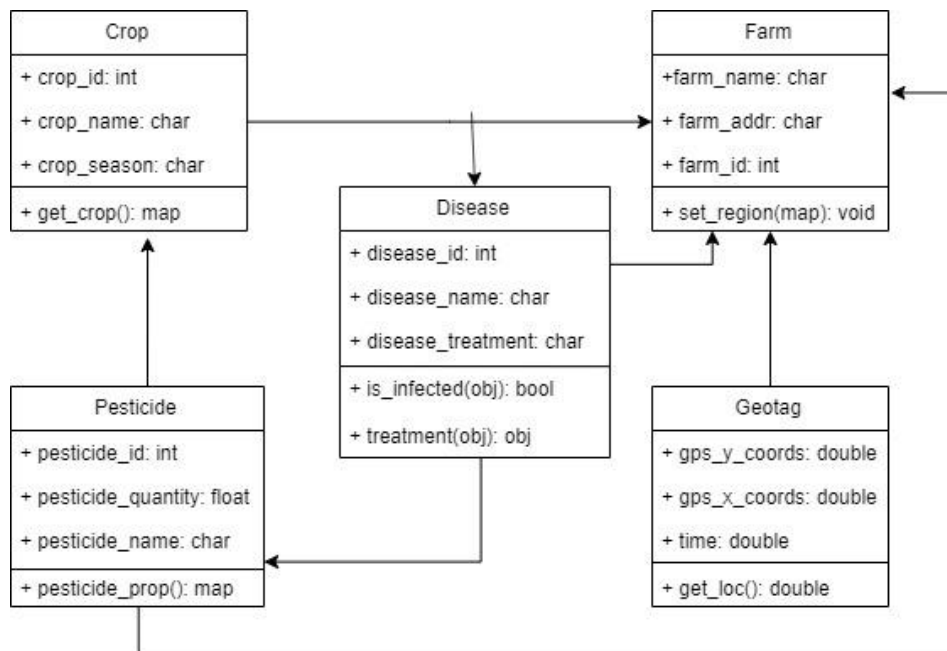 Crop
+ crop_id: int
+ crop_name: char
+ crop_season: char
+ get_crop(): map
Farm
+farm_name: char
+ farm_addr: char
+ farm_id: int
+ set_region(map): void
Disease
+ disease_id: int
+ disease_name: char
+ disease_treatment: char
+ is_infected(obj): bool
+ treatment(obj): obj
Pesticide
+ pesticide_id: int
+ pesticide_quantity: float
+ pesticide_name: char
+ pesticide_prop(): map
Geotag
+ gps_y_coords: double
+ gps_x_coords: double
+ time: double
+ get_loc(): double